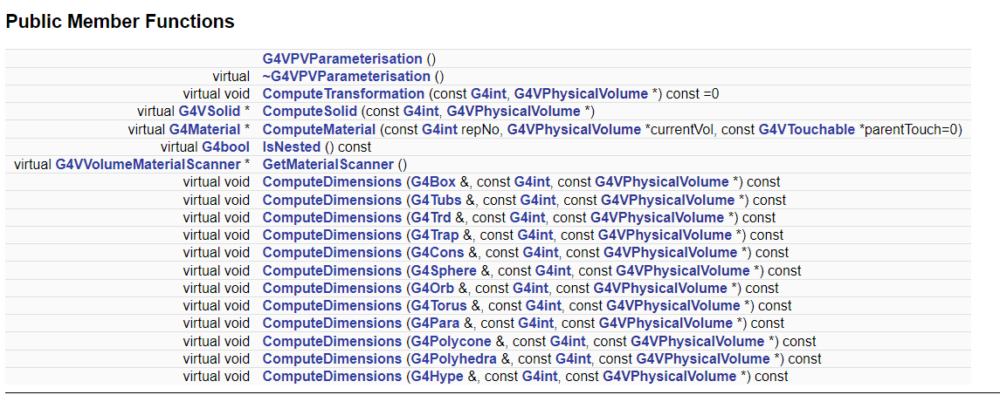 Public Member Functions
G4VPVParameterisation ()
virtual ~G4VPVParameterisation ()
virtual void ComputeTransformation (const G4int, G4VPhysicalVolume *) const =0
virtual G4VSolid * ComputeSolid (const G4int, G4VPhysicalVolume *)
virtual G4Material * ComputeMaterial (const G4int repNo, G4VPhysicalVolume *currentVol, const G4VTouchable *parentTouch=0)
virtual G4bool IsNested () const
virtual G4VVolumeMaterialScanner * GetMaterialScanner ()
virtual void ComputeDimensions (G4Box &, const G4int, const G4VPhysicalVolume *) const
virtual void ComputeDimensions (G4Tubs &, const G4int, const G4VPhysicalVolume *) const
virtual void ComputeDimensions (G4Trd &, const G4int, const G4VPhysicalVolume *) const
virtual void ComputeDimensions (G4Trap &, const G4int, const G4VPhysicalVolume *) const
virtual void ComputeDimensions (G4Cons &, const G4int, const G4VPhysicalVolume *) const
virtual void ComputeDimensions (G4Sphere &, const G4int, const G4VPhysicalVolume *) const
virtual void ComputeDimensions (G4Orb &, const G4int, const G4VPhysicalVolume *) const
virtual void ComputeDimensions (G4Torus &, const G4int, const G4VPhysicalVolume *) const
virtual void ComputeDimensions (G4Para &, const G4int, const G4VPhysicalVolume *) const
virtual void ComputeDimensions (G4Polycone &, const G4int, const G4VPhysicalVolume *) const
virtual void ComputeDimensions (G4Polyhedra &, const G4int, const G4VPhysicalVolume *) const
virtual void ComputeDimensions (G4Hype &, const G4int, const G4VPhysicalVolume *) const